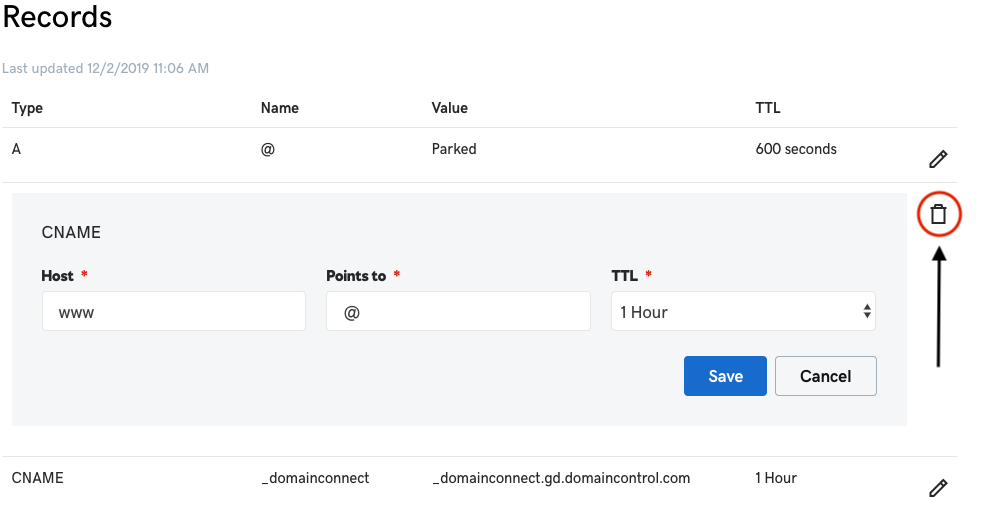 Records
Last updated 12/2/2019 11:06 AM
Type Name Value TTL
A @ Parked 600 seconds
CNAME
Host * Points to * TTL *
www @ 1 Hour
Save Cancel
CNAME _domainconnect _domainconnect.gd.domaincontrol.com 1 Hour